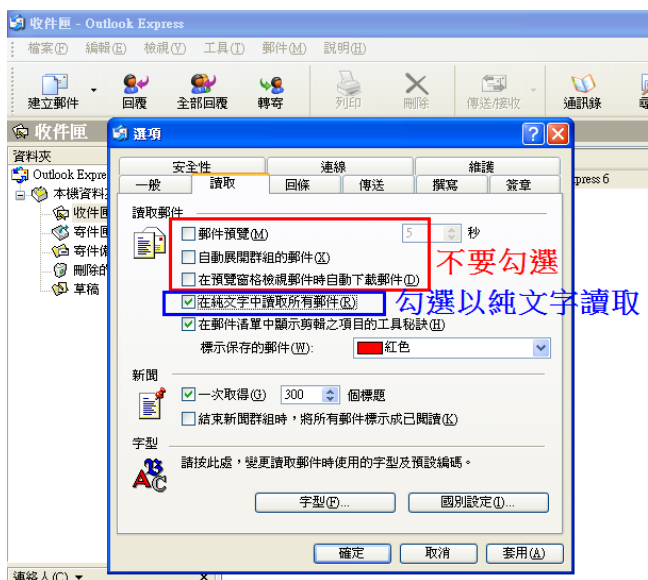 收件匣 - Outlook Express
檔案(F) 編輯(E) 檢視(V) 工具(T) 郵件(M) 說明(H)
建立郵件 回覆 全部回覆 轉寄 列印 刪除 傳送/接收 通訊錄
收件匣
選項
資料夾
Outlook Expre
本機資料
收件匣
寄件
寄件備
刪除的
草稿
press 6
安全性 連線 維護
一般 讀取 回條 傳送 撰寫 簽章
讀取郵件
郵件預覽(M) 5 秒
自動展開群組的郵件(X)
在預覽窗格檢視郵件時自動下載郵件(D)
不要勾選
在純文字中讀取所有郵件(R)
勾選以純文字讀取
在郵件清單中顯示剪輯之項目的工具秘訣(H)
標示保存的郵件(W): 紅色
新聞
一次取得(G) 300 個標題
結束新聞群組時，將所有郵件標示成已閱讀(K)
字型
請按此處，變更讀取郵件時使用的字型及預設編碼。
字型(F)... 國別設定(I)...
確定 取消 套用(A)
連絡人(C) x